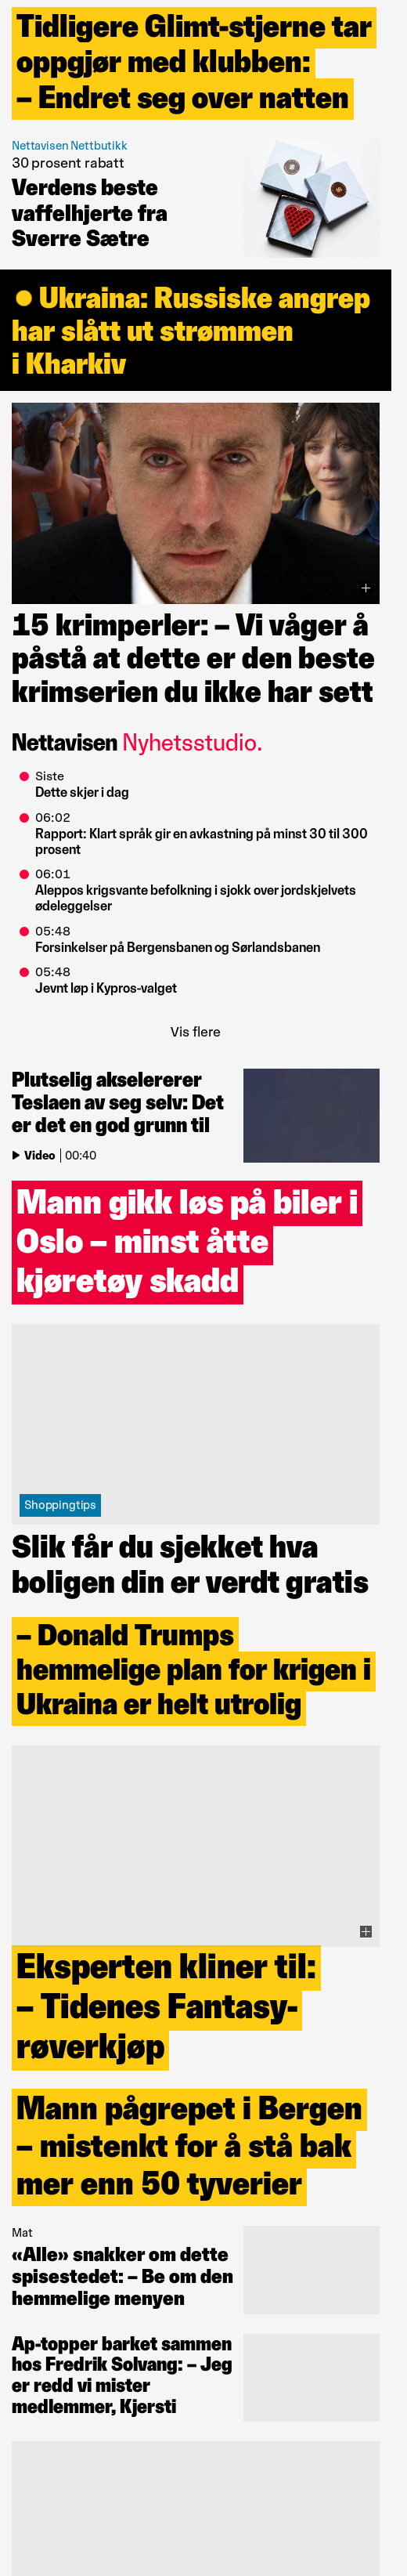 Tidligere Glimt-stjerne tar
oppgjør med klubben:
– Endret seg over natten
Nettavisen Nettbutikk
30 prosent rabatt
Verdens beste
vaffelhjerte fra
Sverre Sætre
Ukraina: Russiske angrep
har slått ut strømmen
i Kharkiv
15 krimperler: – Vi våger å
påstå at dette er den beste
krimserien du ikke har sett
Nettavisen Nyhetsstudio.
Siste
Dette skjer i dag
06:02
Rapport: Klart språk gir en avkastning på minst 30 til 300
prosent
06:01
Aleppos krigsvante befolkning i sjokk over jordskjelvets
ødeleggelser
05:48
Forsinkelser på Bergensbanen og Sørlandsbanen
05:48
Jevnt løp i Kypros-valget
Vis flere
Plutselig akselererer
Teslaen av seg selv: Det
er det en god grunn til
Video 00:40
Mann gikk løs på biler i
Oslo – minst åtte
kjøretøy skadd
Shoppingtips
Slik får du sjekket hva
boligen din er verdt gratis
– Donald Trumps
hemmelige plan for krigen i
Ukraina er helt utrolig
Eksperten kliner til:
– Tidenes Fantasy-
røverkjøp
Mann pågrepet i Bergen
– mistenkt for å stå bak
mer enn 50 tyverier
Mat
«Alle» snakker om dette
spisestedet: – Be om den
hemmelige menyen
Ap-topper barket sammen
hos Fredrik Solvang: – Jeg
er redd vi mister
medlemmer, Kjersti